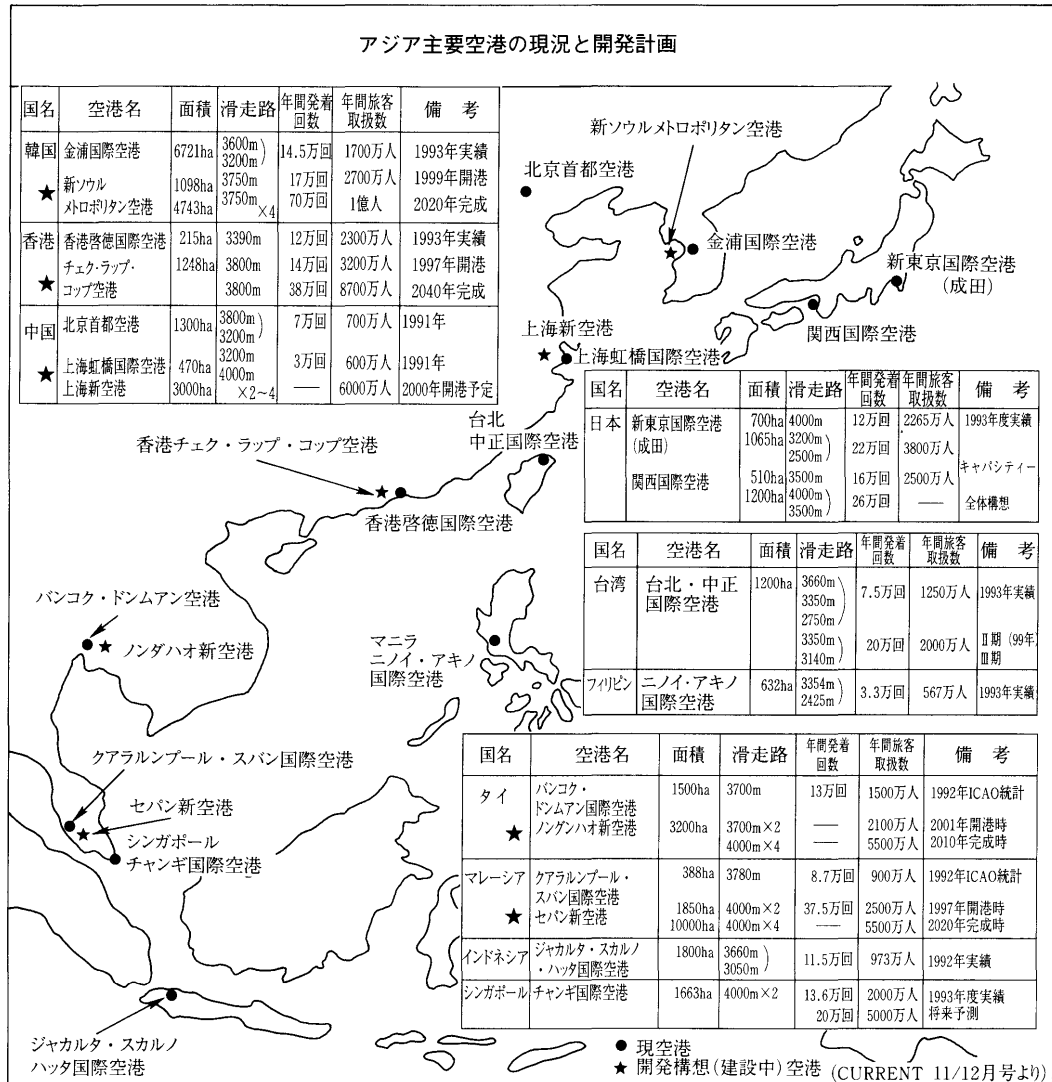 アジア主要空港の現況と開発計画
国名 空港名 面積 滑走路 年間発着回数 年間旅客取扱数 備考
韓国 金浦国際空港 6721ha 3600m 3200m) 14.5万回 1700万人 1993年実績
★ 新ソウル 1098ha 3750m 17万回 2700万人 1999年開港
メトロポリタン空港 4743ha 3750m×4 70万回 1億人 2020年完成
香港 香港啓徳国際空港 215ha 3390m 12万回 2300万人 1993年実績
★ チェク・ラップ・ 1248ha 3800m 14万回 3200万人 1997年開港
コップ空港 3800m 38万回 8700万人 2040年完成
中国 北京首都空港 1300ha 3800m 3200m) 7万回 700万人 1991年
★ 上海虹橋国際空港 470ha 3200m 3万回 600万人 1991年
上海新空港 3000ha 4000m×2~4 ── 6000万人 2000年開港予定
新ソウルメトロポリタン空港
北京首都空港
金浦国際空港
新東京国際空港
(成田)
関西国際空港
上海新空港
上海虹橋国際空港
国名 空港名 面積 滑走路 年間発着回数 年間旅客取扱数 備考
日本 新東京国際空港 700ha 4000m 12万回 2265万人 1993年度実績
(成田) 1065ha 3200m 2500m) 22万回 3800万人
キャパシティー
関西国際空港 510ha 3500m 16万回 2500万人
1200ha 4000m 3500m) 26万回 ── 全体構想
台北
中正国際空港
香港チェク・ラップ・コップ空港
香港啓徳国際空港
国名 空港名 面積 滑走路 年間発着回数 年間旅客取扱数 備考
台湾 台北・中正 1200ha 3660m 3350m 2750m) 7.5万回 1250万人 1993年実績
国際空港
3350m 3140m) 20万回 2000万人 II期(99年) III期
フィリピン ニノイ・アキノ 632ha 3354m 2425m) 3.3万回 567万人 1993年実績
国際空港
バンコク・ドンムアン空港
ノンダハオ新空港
マニラ
ニノイ・アキノ
国際空港
クアラルンプール・スバン国際空港
セパン新空港
シンガポール
チャンギ国際空港
国名 空港名 面積 滑走路 年間発着回数 年間旅客取扱数 備考
タイ バンコク・ 1500ha 3700m 13万回 1500万人 1992年ICAO統計
ドンムアン国際空港
★ ノングンハオ新空港 3200ha 3700m×2 ── 2100万人 2001年開港時
4000m×4 ── 5500万人 2010年完成時
マレーシア クアラルンプール・ 388ha 3780m 8.7万回 900万人 1992年ICAO統計
スバン国際空港
★ セパン新空港 1850ha 4000m×2 37.5万回 2500万人 1997年開港時
10000ha 4000m×4 ── 5500万人 2020年完成時
インドネシア ジャカルタ・スカルノ 1800ha 3660m 3050m) 11.5万回 973万人 1992年実績
・ハッタ国際空港
シンガポール チャンギ国際空港 1663ha 4000m×2 13.6万回 2000万人 1993年度実績
20万回 5000万人 将来予測
ジャカルタ・スカルノ
ハッタ国際空港
● 現空港
★ 開発構想(建設中)空港 (CURRENT 11/12月号より)